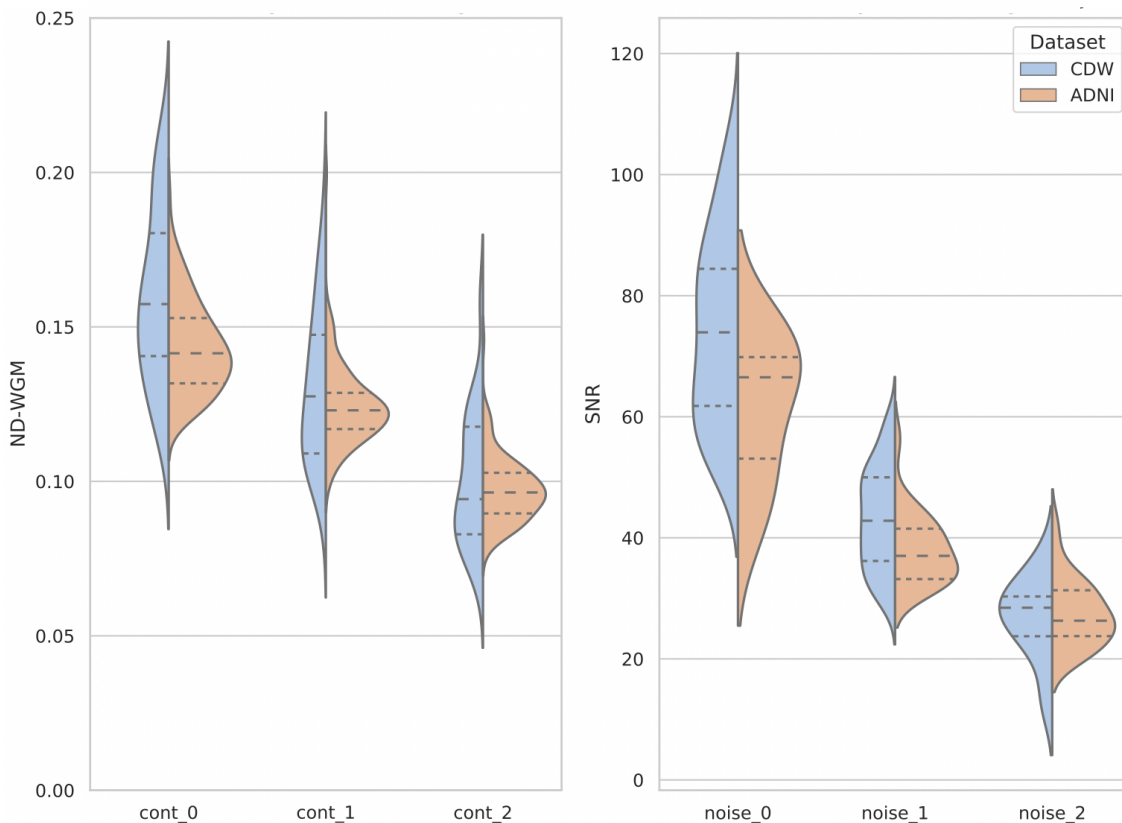 0.25
0.20
0.15
0.10
0.05
0.00
ND-WGM
cont_0
cont_1
cont_2
120
100
80
60
40
20
0
SNR
noise_0
noise_1
noise_2
Dataset
CDW
ADNI